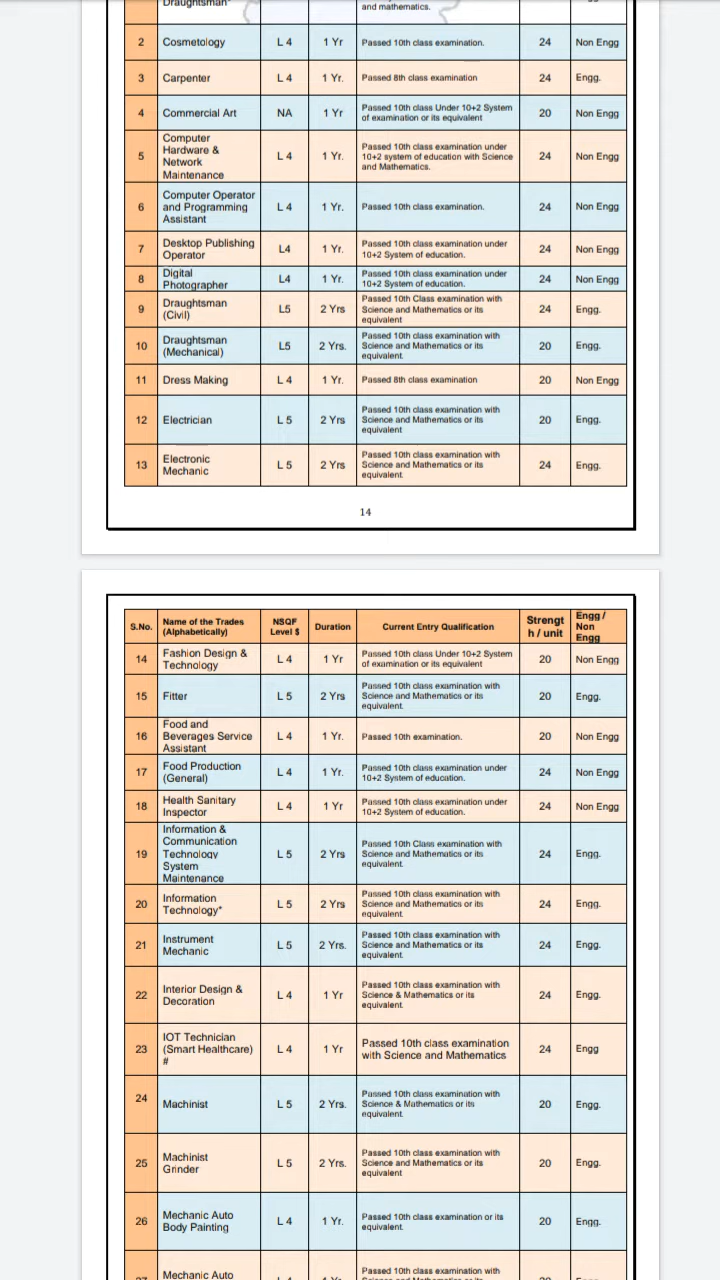 Draughtsman*
and mathematics.
2 Cosmetology L 4 1 Yr Passed 10th class examination. 24 Non Engg
3 Carpenter L 4 1 Yr. Passed 8th class examination 24 Engg.
4 Commercial Art NA 1 Yr Passed 10th class Under 10+2 System
of examination or its equivalent 20 Non Engg
5 Computer
Hardware &
Network
Maintenance L 4 1 Yr. Passed 10th class examination under
10+2 system of education with Science
and Mathematics. 24 Non Engg
6 Computer Operator
and Programming
Assistant L 4 1 Yr. Passed 10th class examination. 24 Non Engg
7 Desktop Publishing
Operator L4 1 Yr. Passed 10th class examination under
10+2 System of education. 24 Non Engg
8 Digital
Photographer L4 1 Yr. Passed 10th class examination under
10+2 System of education. 24 Non Engg
9 Draughtsman
(Civil) L5 2 Yrs Passed 10th Class examination with
Science and Mathematics or its
equivalent 24 Engg.
10 Draughtsman
(Mechanical) L5 2 Yrs. Passed 10th class examination with
Science and Mathematics or its
equivalent. 20 Engg.
11 Dress Making L 4 1 Yr. Passed 8th class examination 20 Non Engg
12 Electrician L 5 2 Yrs Passed 10th class examination with
Science and Mathematics or its
equivalent 20 Engg.
13 Electronic
Mechanic L 5 2 Yrs Passed 10th class examination with
Science and Mathematics or its
equivalent. 24 Engg.
14
S.No. Name of the Trades
(Alphabetically) NSQF
Level $ Duration Current Entry Qualification Strengt
h / unit Engg /
Non
Engg
14 Fashion Design &
Technology L 4 1 Yr Passed 10th class Under 10+2 System
of examination or its equivalent 20 Non Engg
15 Fitter L 5 2 Yrs Passed 10th class examination with
Science and Mathematics or its
equivalent. 20 Engg.
16 Food and
Beverages Service
Assistant L 4 1 Yr. Passed 10th examination. 20 Non Engg
17 Food Production
(General) L 4 1 Yr. Passed 10th class examination under
10+2 System of education. 24 Non Engg
18 Health Sanitary
Inspector L 4 1 Yr Passed 10th class examination under
10+2 System of education. 24 Non Engg
19 Information &
Communication
Technology
System
Maintenance L 5 2 Yrs Passed 10th Class examination with
Science and Mathematics or its
equivalent. 24 Engg.
20 Information
Technology* L 5 2 Yrs Passed 10th class examination with
Science and Mathematics or its
equivalent. 24 Engg.
21 Instrument
Mechanic L 5 2 Yrs. Passed 10th class examination with
Science and Mathematics or its
equivalent. 24 Engg.
22 Interior Design &
Decoration L 4 1 Yr Passed 10th class examination with
Science & Mathematics or its
equivalent. 24 Engg.
23 IOT Technician
(Smart Healthcare)
# L 4 1 Yr Passed 10th class examination
with Science and Mathematics 24 Engg
24 Machinist L 5 2 Yrs. Passed 10th class examination with
Science & Mathematics or its
equivalent. 20 Engg.
25 Machinist
Grinder L 5 2 Yrs. Passed 10th class examination with
Science and Mathematics or its
equivalent 20 Engg.
26 Mechanic Auto
Body Painting L 4 1 Yr. Passed 10th class examination or its
equivalent. 20 Engg.
Mechanic Auto
Passed 10th class examination with
Science and Mathematics or its